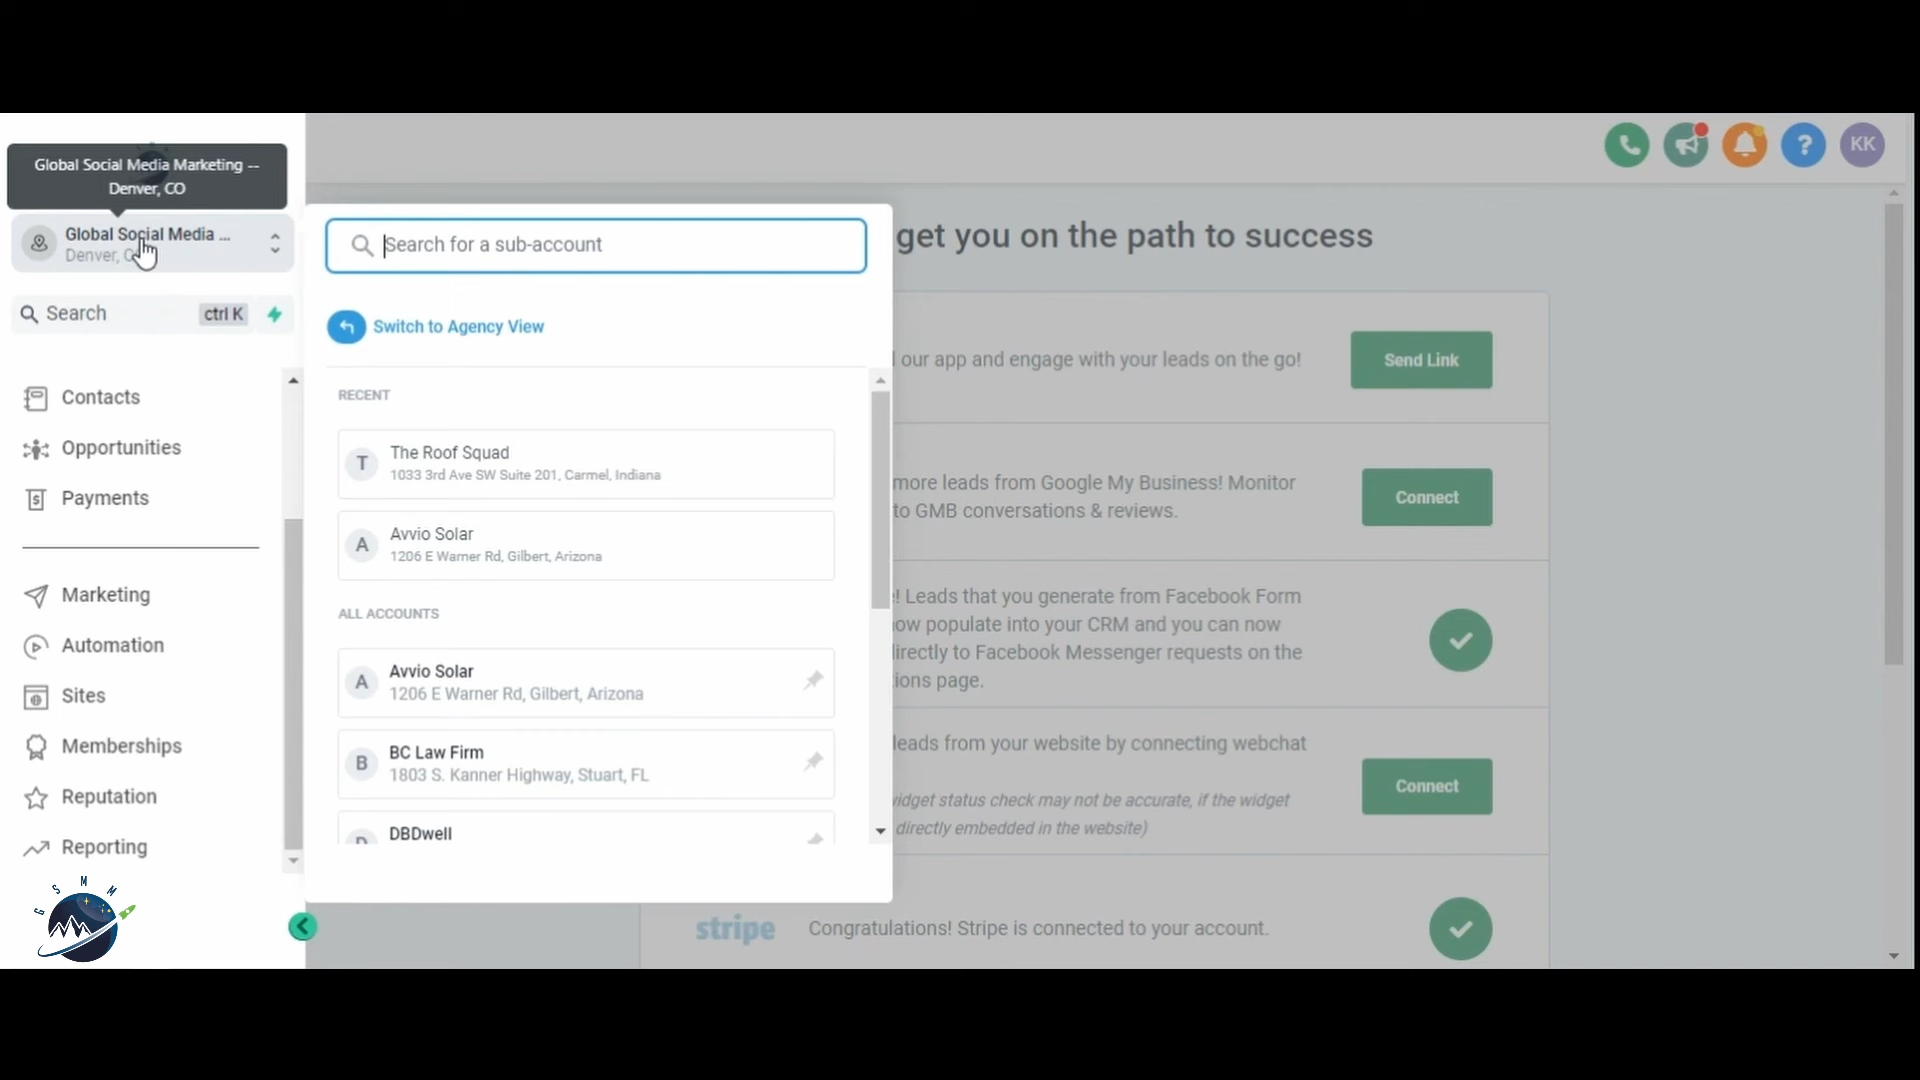 Global Social Media Marketing --
Denver, CO
Global Social Media ...
Denver, C
Search
ctrl K
Contacts
Opportunities
Payments
Marketing
Automation
Sites
Memberships
Reputation
Reporting
G S M M
Search for a sub-account
Switch to Agency View
RECENT
T
The Roof Squad
1033 3rd Ave SW Suite 201, Carmel, Indiana
A
Avvio Solar
1206 E Warner Rd, Gilbert, Arizona
ALL ACCOUNTS
A
Avvio Solar
1206 E Warner Rd, Gilbert, Arizona
B
BC Law Firm
1803 S. Kanner Highway, Stuart, FL
D
DBDwell
?
KK
get you on the path to success
our app and engage with your leads on the go!
Send Link
more leads from Google My Business! Monitor
to GMB conversations & reviews.
Connect
! Leads that you generate from Facebook Form
ow populate into your CRM and you can now
irectly to Facebook Messenger requests on the
ions page.
leads from your website by connecting webchat
idget status check may not be accurate, if the widget
directly embedded in the website)
Connect
stripe
Congratulations! Stripe is connected to your account.